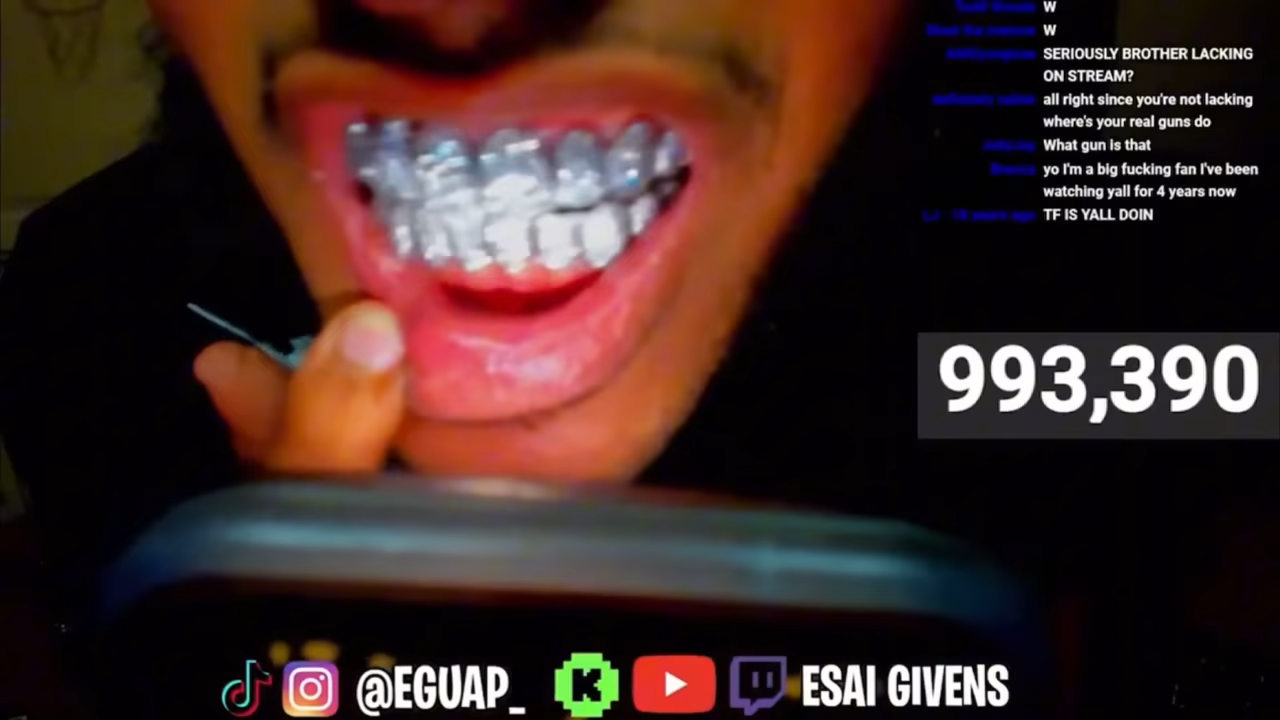 W
W
SERIOUSLY BROTHER LACKING
ON STREAM?
all right since you're not lacking
where's your real guns do
What gun is that
yo I'm a big fucking fan I've been
watching yall for 4 years now
TF IS YALL DOIN
993,390
@EGUAP_ K ESAI GIVENS